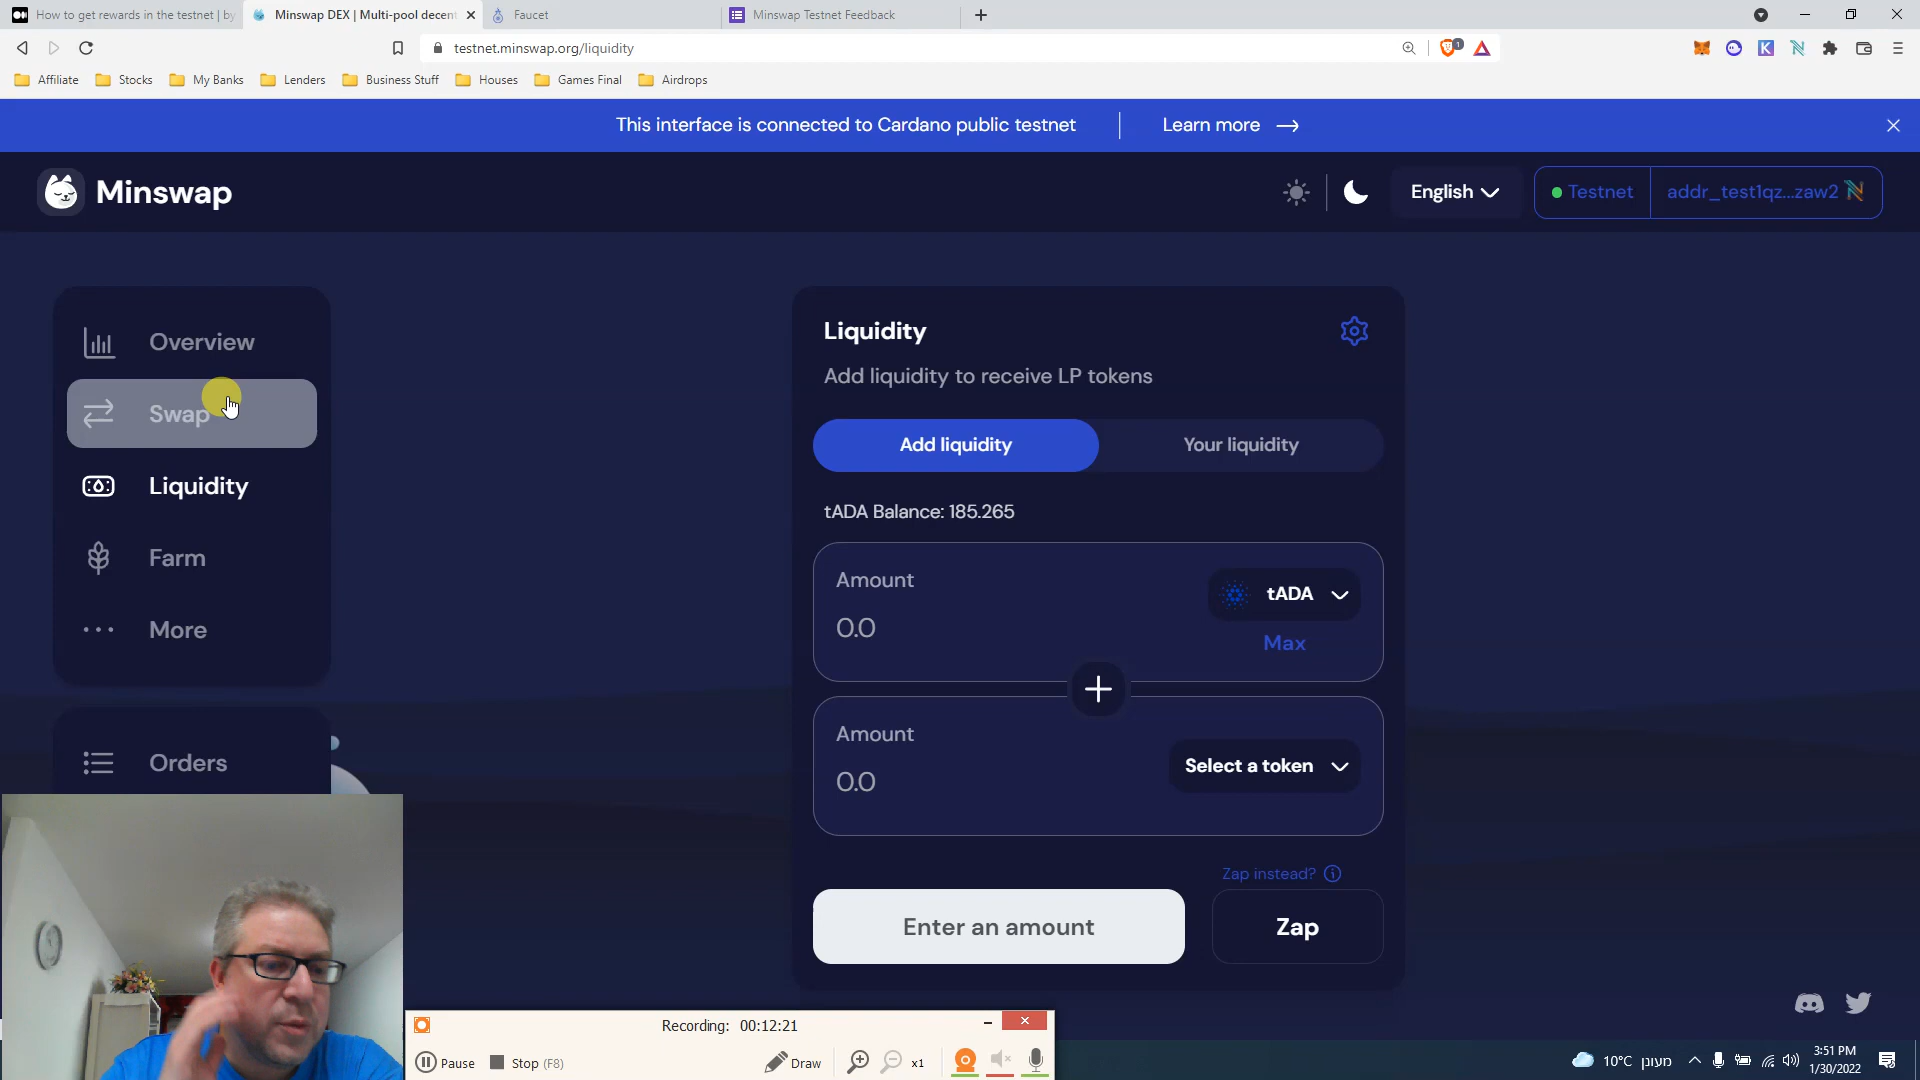 How to get rewards in the testnet | by
Minswap DEX | Multi-pool decent
Faucet
Minswap Testnet Feedback
testnet.minswap.org/liquidity
1
Affiliate
Stocks
My Banks
Lenders
Business Stuff
Houses
Games Final
Airdrops
This interface is connected to Cardano public testnet
Learn more →
Minswap
English
Testnet
addr_test1qz...zaw2
Overview
Swap
Liquidity
Farm
More
Orders
Liquidity
Add liquidity to receive LP tokens
Add liquidity
Your liquidity
tADA Balance: 185.265
Amount
tADA
0.0
Max
Amount
Select a token
0.0
Zap instead?
Enter an amount
Zap
Recording: 00:12:21
Pause
Stop (F8)
Draw
x1
10°C מעונן
3:51 PM
1/30/2022